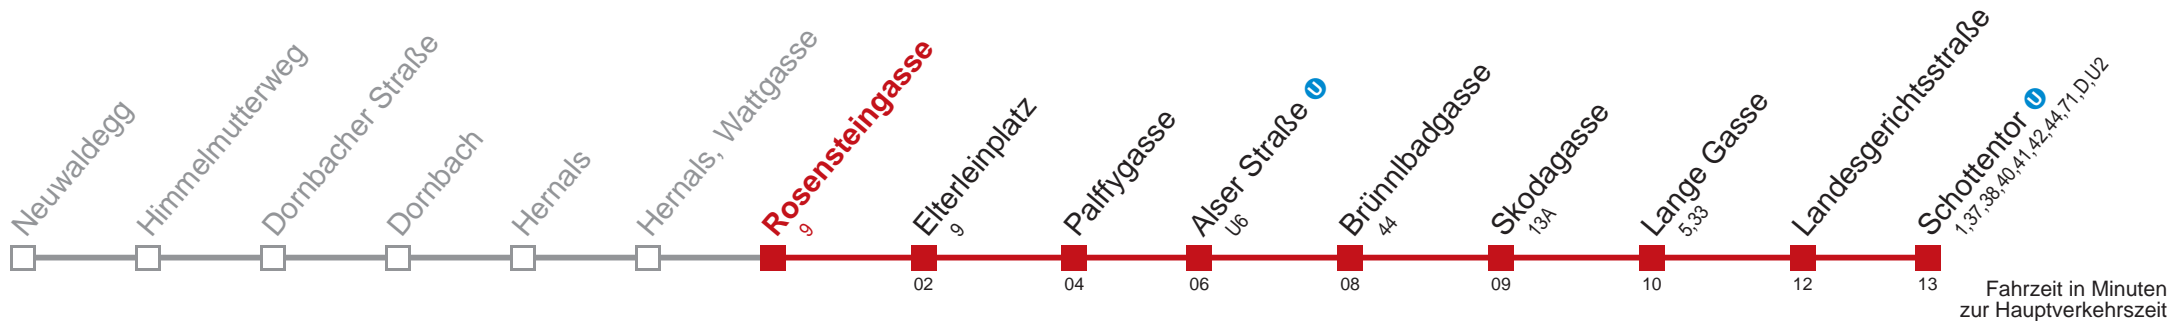 Neuwaldegg
Himmelmutterweg
Dornbacher Straße
Dornbach
Hernals
Hernals, Wattgasse
Rosensteingasse
9
Elterleinplatz
9
Palffygasse
Alser Straße U
U6
Brünnlbadgasse
44
Skodagasse
13A
Lange Gasse
5,33
Landesgerichtsstraße
Schottentor U
1,37,38,40,41,42,44,71,D,U2
02
04
06
08
09
10
12
13
Fahrzeit in Minuten
zur Hauptverkehrszeit